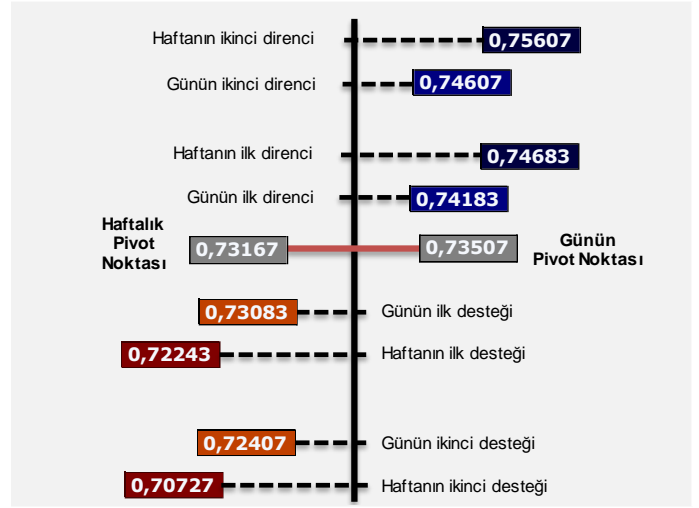 Haftanın ikinci direnci
0,75607
Günün ikinci direnci
0,74607
Haftanın ilk direnci
0,74683
Günün ilk direnci
0,74183
Haftalık
Pivot
Noktası
0,73167
0,73507
Günün
Pivot Noktası
0,73083
Günün ilk desteği
0,72243
Haftanın ilk desteği
0,72407
Günün ikinci desteği
0,70727
Haftanın ikinci desteği